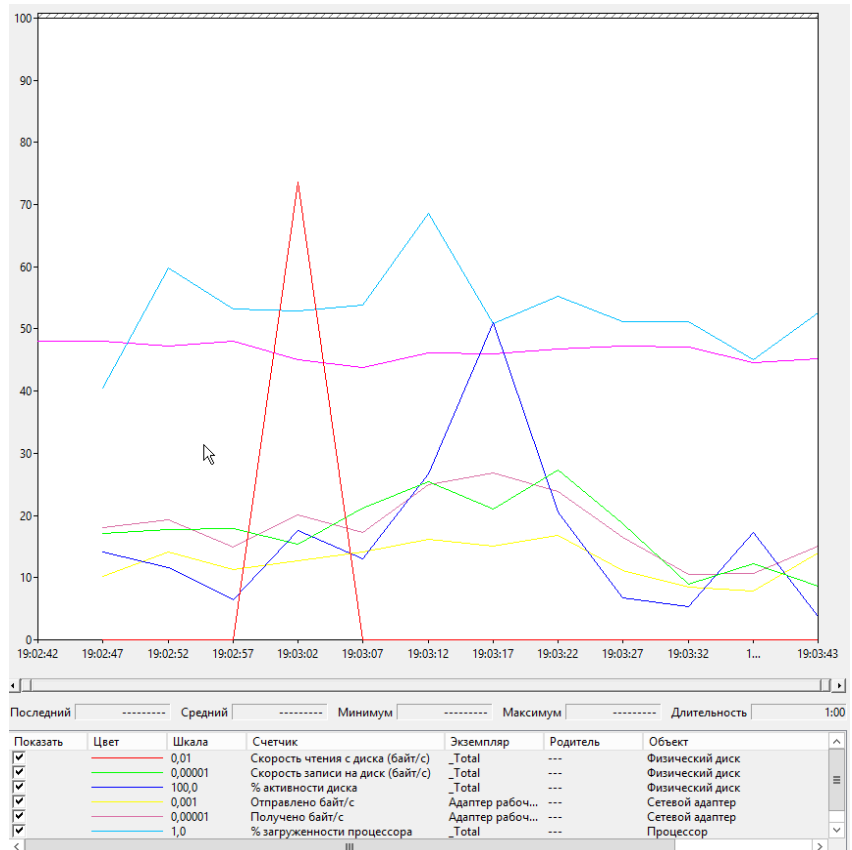 100
90
80
70
60
50
40
30
20
10
0
19:02:42 19:02:47 19:02:52 19:02:57 19:03:02 19:03:07 19:03:12 19:03:17 19:03:22 19:03:27 19:03:32 1... 19:03:43
Последний --------- Средний --------- Минимум --------- Максимум --------- Длительность 1:00
Показать Цвет Шкала Счетчик Экземпляр Родитель Объект
0,01 Скорость чтения с диска (байт/с) _Total --- Физический диск
0,00001 Скорость записи на диск (байт/с) _Total --- Физический диск
100,0 % активности диска _Total --- Физический диск
0,001 Отправлено байт/с Адаптер рабоч... --- Сетевой адаптер
0,00001 Получено байт/с Адаптер рабоч... --- Сетевой адаптер
1,0 % загруженности процессора _Total --- Процессор